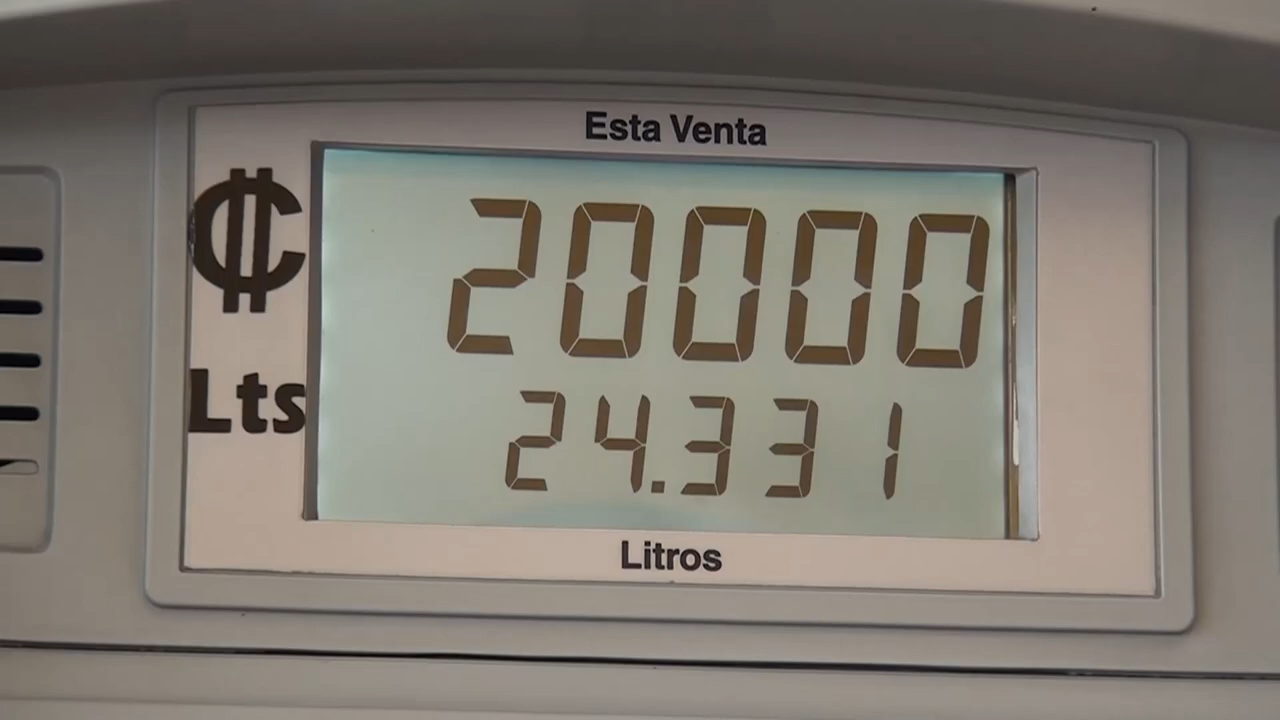 Esta Venta
₡ 20000
Lts 24.331
Litros